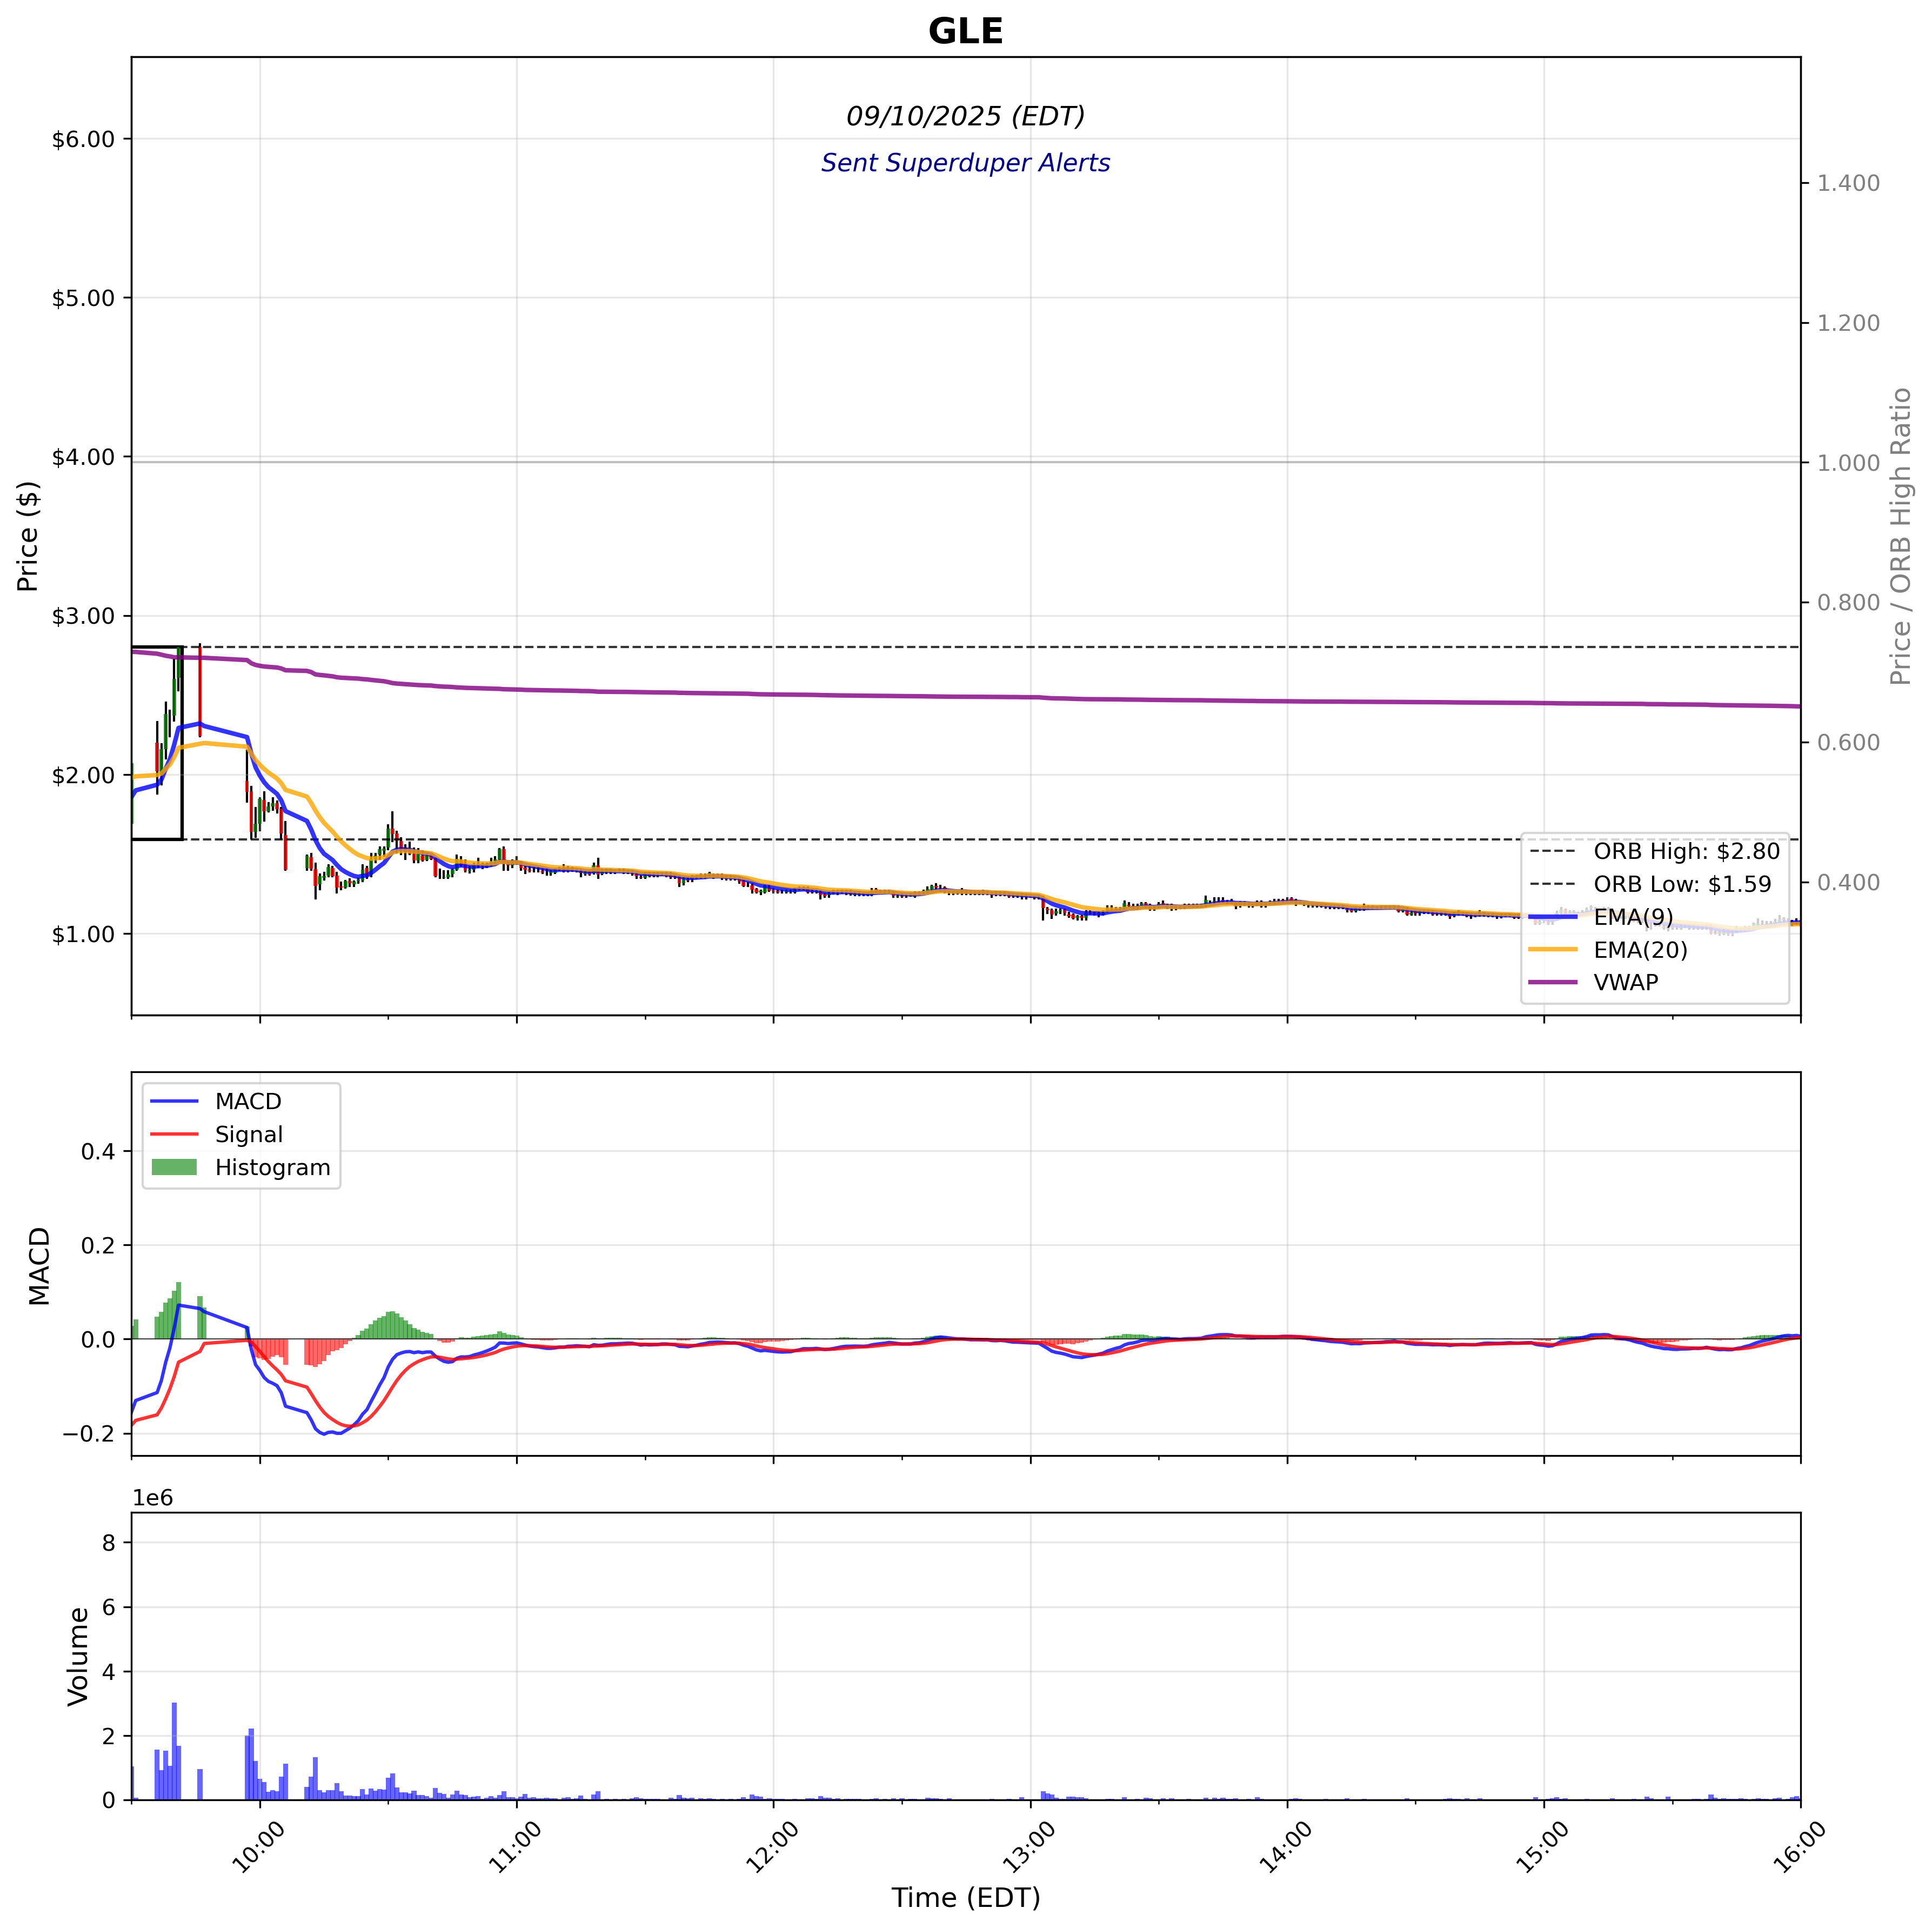 GLE
09/10/2025 (EDT)
Sent Superduper Alerts
Price ($)
$6.00
$5.00
$4.00
$3.00
$2.00
$1.00
1.400
1.200
1.000
0.800
0.600
0.400
Price / ORB High Ratio
ORB High: $2.80
ORB Low: $1.59
EMA(9)
EMA(20)
VWAP
MACD
Signal
Histogram
MACD
0.4
0.2
0.0
−0.2
1e6
Volume
8
6
4
2
0
10:00
11:00
12:00
13:00
14:00
15:00
16:00
Time (EDT)